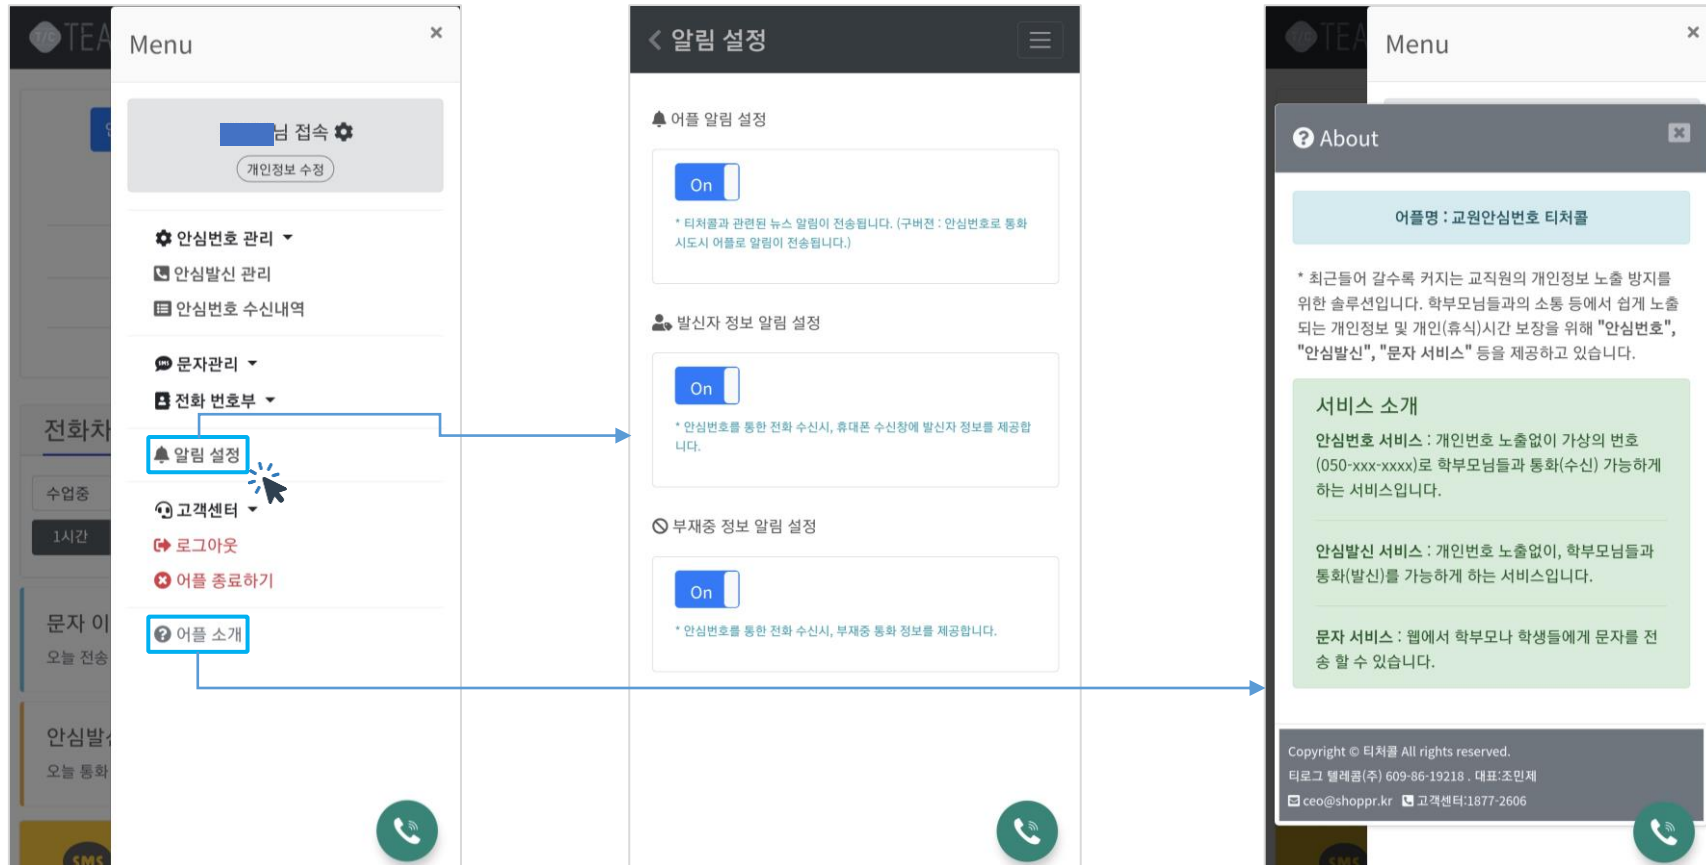 T/C TEA
Menu
×
님 접속
개인정보 수정
안심번호 관리
안심발신 관리
안심번호 수신내역
문자관리
전화 번호부
알림 설정
고객센터
로그아웃
어플 종료하기
어플 소개
전화차
수업중
1시간
문자 이
오늘 전송
안심발
오늘 통화
SMS
알림 설정
어플 알림 설정
On
* 티처콜과 관련된 뉴스 알림이 전송됩니다. (구버젼 : 안심번호로 통화
시도시 어플로 알림이 전송됩니다.)
발신자 정보 알림 설정
On
* 안심번호를 통한 전화 수신시, 휴대폰 수신창에 발신자 정보를 제공합
니다.
부재중 정보 알림 설정
On
* 안심번호를 통한 전화 수신시, 부재중 통화 정보를 제공합니다.
T/C TEA
Menu
×
About
어플명 : 교원안심번호 티처콜
* 최근들어 갈수록 커지는 교직원의 개인정보 노출 방지를
위한 솔루션입니다. 학부모님들과의 소통 등에서 쉽게 노출
되는 개인정보 및 개인(휴식)시간 보장을 위해 "안심번호",
"안심발신", "문자 서비스" 등을 제공하고 있습니다.
서비스 소개
안심번호 서비스 : 개인번호 노출없이 가상의 번호
(050-xxx-xxxx)로 학부모님들과 통화(수신) 가능하게
하는 서비스입니다.
안심발신 서비스 : 개인번호 노출없이, 학부모님들과
통화(발신)를 가능하게 하는 서비스입니다.
문자 서비스 : 웹에서 학부모나 학생들에게 문자를 전
송 할 수 있습니다.
Copyright © 티처콜 All rights reserved.
티로그 텔레콤(주) 609-86-19218 . 대표:조민제
ceo@shoppr.kr 고객센터:1877-2606
SMS